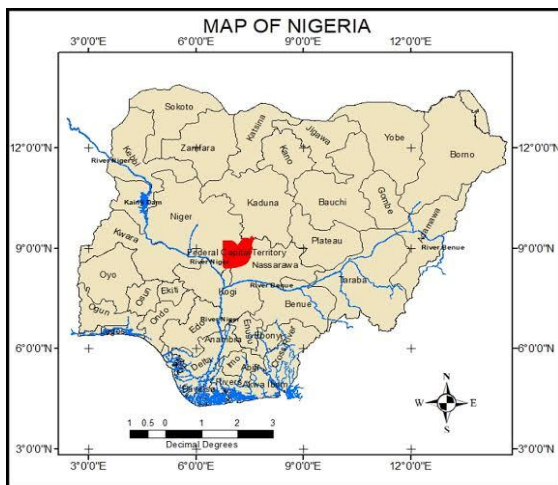 MAP OF NIGERIA
3°0'0"E 6°0'0"E 9°0'0"E 12°0'0"E
Sokoto
Katsina
Jigawa
Yobe
Borno
12°0'0"N 12°0'0"N
Zamfara
Kano
Kebbi
River Niger
Kaduna
Bauchi
Gombe
Adamawa
Niger
Kwara
Plateau
9°0'0"N 9°0'0"N
Federal Capital Territory
River Benue
River Niger
Nassarawa
Oyo
Taraba
Kogi
River Benue
Ekiti
Osun
Benue
Ogun
Ondo
Edo
River Niger
Enugu
Ebonyi
Cross River
Anambra
Lagos
6°0'0"N 6°0'0"N
Delta
Imo
Abia
Rivers
Akwa Ibom
Bayelsa
N
W E
S
1 0.5 0 1 2 3
Decimal Degrees
3°0'0"N 3°0'0"N
3°0'0"E 6°0'0"E 9°0'0"E 12°0'0"E